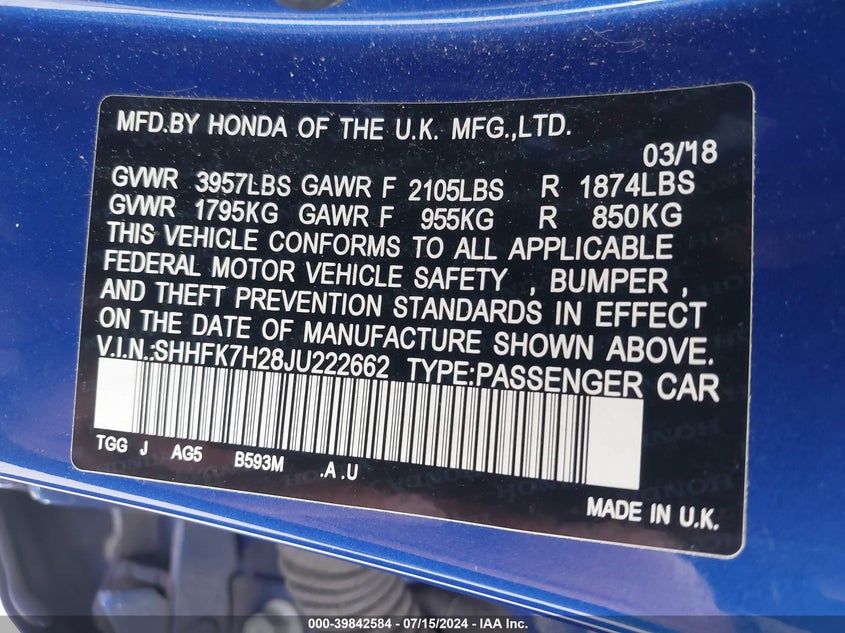 MFD.BY HONDA OF THE U.K. MFG.,LTD.
03/18
GVWR 3957LBS GAWR F 2105LBS R 1874LBS
GVWR 1795KG GAWR F 955KG R 850KG
THIS VEHICLE CONFORMS TO ALL APPLICABLE
FEDERAL MOTOR VEHICLE SAFETY , BUMPER ,
AND THEFT PREVENTION STANDARDS IN EFFECT
ON THE DATE OF MANUFACTURE SHOWN ABOVE.
V.I.N.:SHHFK7H28JU222662 TYPE:PASSENGER CAR
TGG J AG5 B593M .A .U
MADE IN U.K.
000-39842584 - 07/15/2024 - IAA Inc.